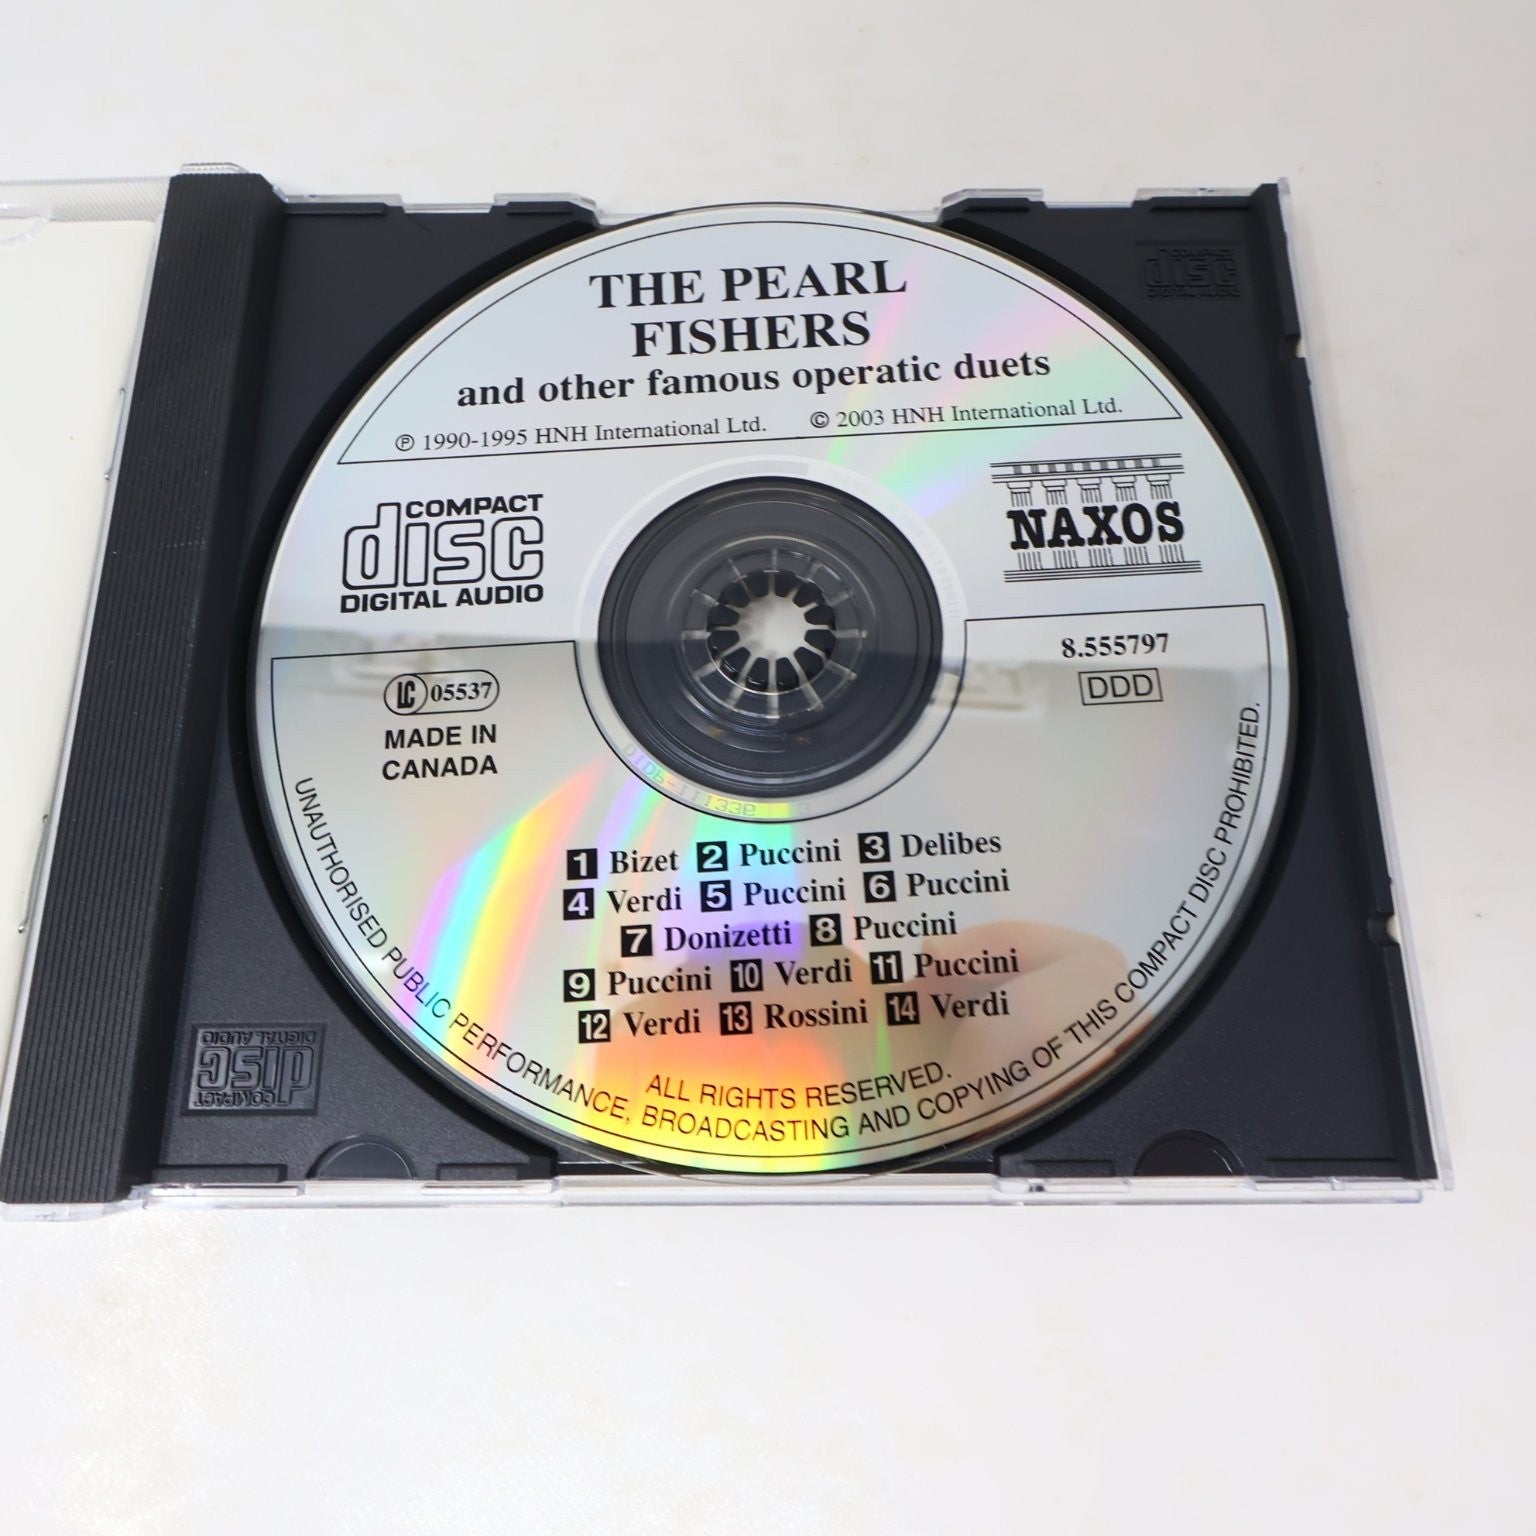 THE PEARL
FISHERS
and other famous operatic duets
℗ 1990-1995 HNH International Ltd. © 2003 HNH International Ltd.
COMPACT
disc
DIGITAL AUDIO
NAXOS
8.555797
DDD
LC 05537
MADE IN
CANADA
1 Bizet 2 Puccini 3 Delibes
4 Verdi 5 Puccini 6 Puccini
7 Donizetti 8 Puccini
9 Puccini 10 Verdi 11 Puccini
12 Verdi 13 Rossini 14 Verdi
ALL RIGHTS RESERVED.
UNAUTHORISED PUBLIC PERFORMANCE, BROADCASTING AND COPYING OF THIS COMPACT DISC PROHIBITED.
COMPACT
disc
DIGITAL AUDIO
COMPACT
disc
DIGITAL AUDIO